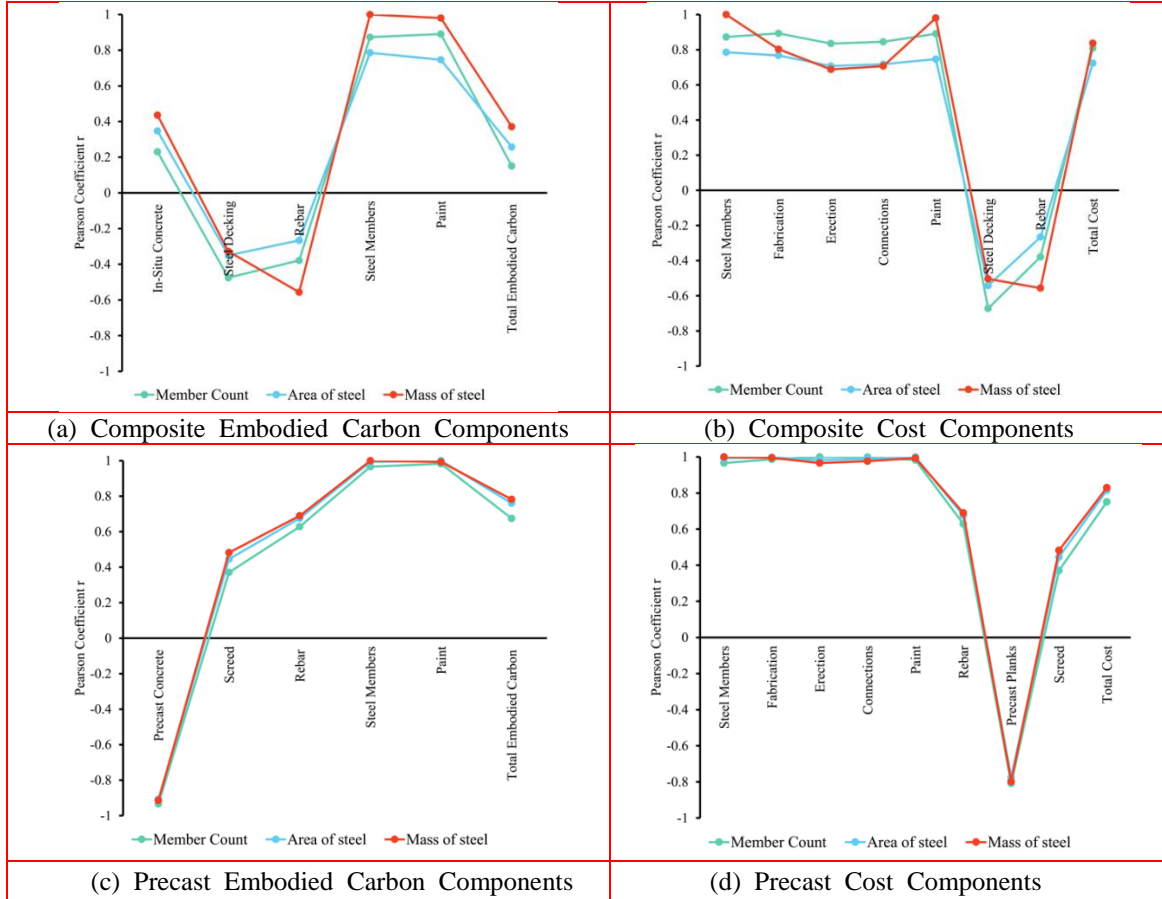 Pearson Coefficient r
1
0.8
0.6
0.4
0.2
0
-0.2
-0.4
-0.6
-0.8
-1
In-Situ Concrete
Steel Decking
Rebar
Steel Members
Paint
Total Embodied Carbon
Member Count Area of steel Mass of steel
(a) Composite Embodied Carbon Components
Pearson Coefficient r
1
0.8
0.6
0.4
0.2
0
-0.2
-0.4
-0.6
-0.8
-1
Steel Members
Fabrication
Erection
Connections
Paint
Steel Decking
Rebar
Total Cost
Member Count Area of steel Mass of steel
(b) Composite Cost Components
Pearson Coefficient r
1
0.8
0.6
0.4
0.2
0
-0.2
-0.4
-0.6
-0.8
-1
Precast Concrete
Screed
Rebar
Steel Members
Paint
Total Embodied Carbon
Member Count Area of steel Mass of steel
(c) Precast Embodied Carbon Components
Pearson Coefficient r
1
0.8
0.6
0.4
0.2
0
-0.2
-0.4
-0.6
-0.8
-1
Steel Members
Fabrication
Erection
Connections
Paint
Rebar
Precast Planks
Screed
Total Cost
Member Count Area of steel Mass of steel
(d) Precast Cost Components